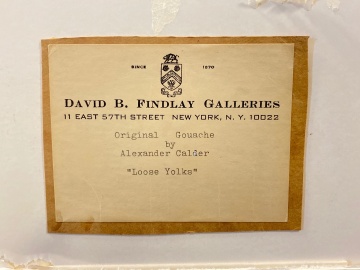 SINCE 1870
DAVID B. FINDLAY GALLERIES
11 EAST 57TH STREET NEW YORK, N. Y. 10022
Original Gouache
by
Alexander Calder
"Loose Yolks"